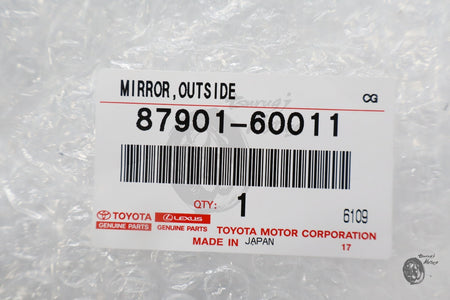 MIRROR,OUTSIDE
CG
87901-60011
QTY: 1
6109
TOYOTA LEXUS
GENUINE PARTS GENUINE PARTS
TOYOTA MOTOR CORPORATION
MADE IN JAPAN
17